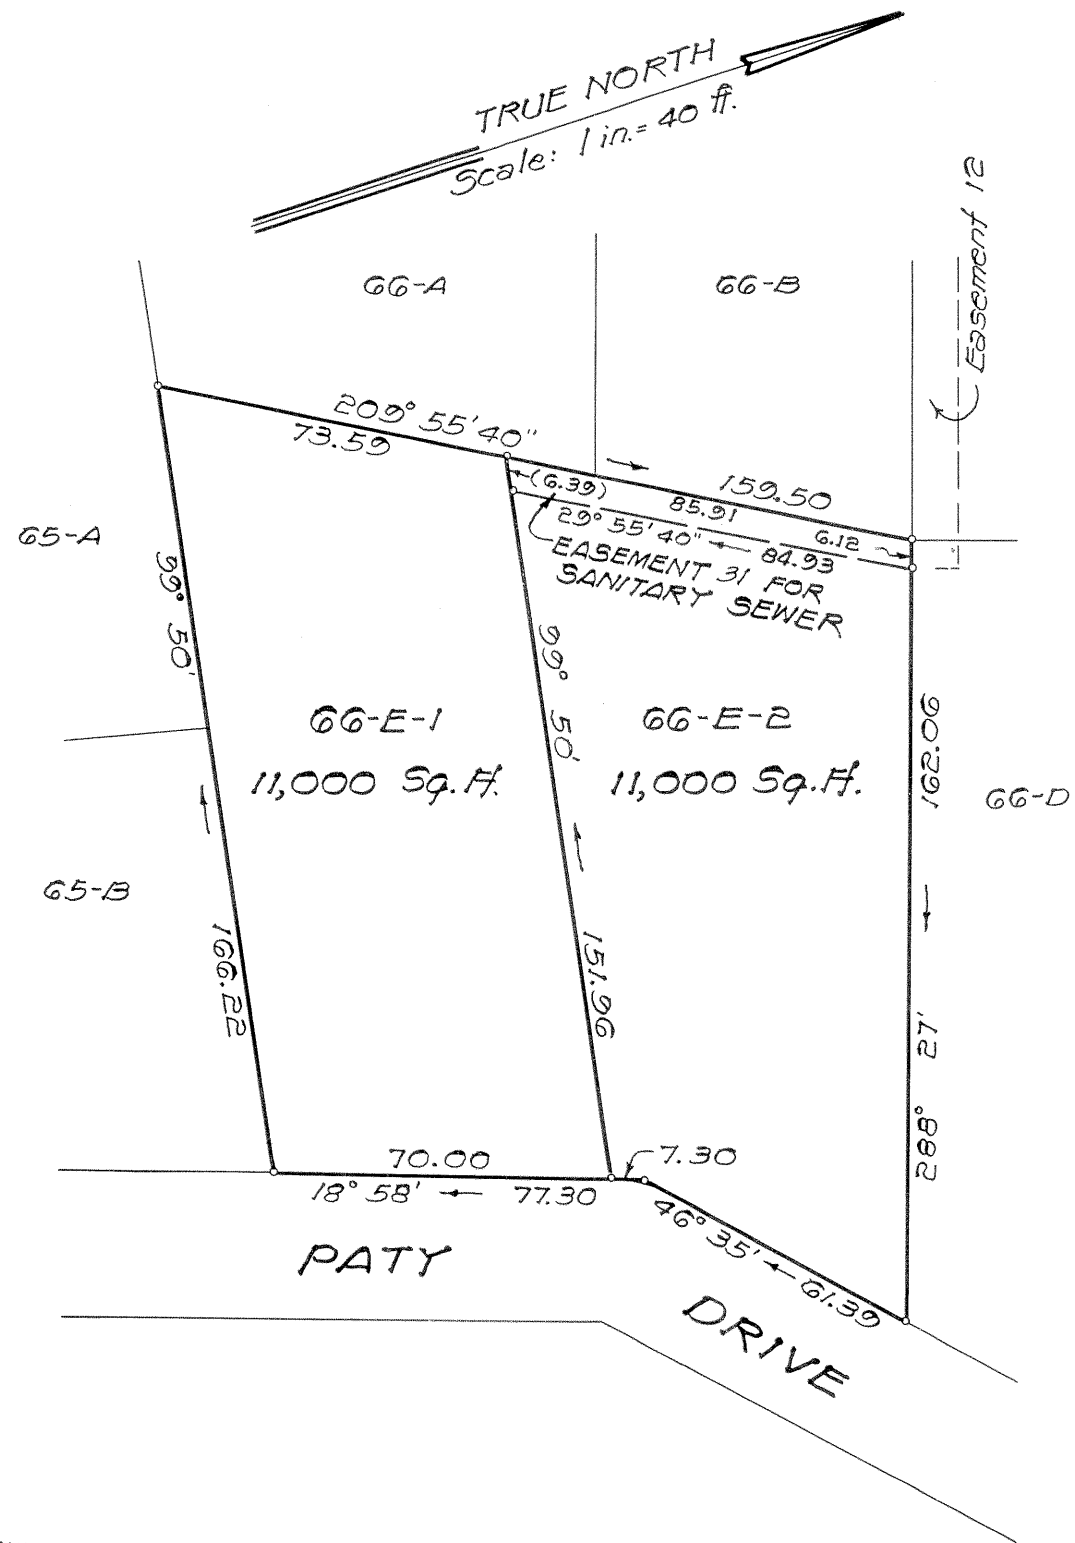 TRUE NORTH
Scale: 1 in. = 40 ft.
Easement 12
66-A
66-B
209° 55' 40"
73.59
159.50
(6.39)
85.91
29° 55' 40"
84.93
6.12
EASEMENT 31 FOR
SANITARY SEWER
65-A
99° 50'
99° 50'
66-E-1
11,000 Sq.Ft.
66-E-2
11,000 Sq.Ft.
192.06
66-D
65-B
166.22
151.96
288° 27'
70.00
7.30
18° 58'
77.30
46° 35'
61.39
PATY
DRIVE